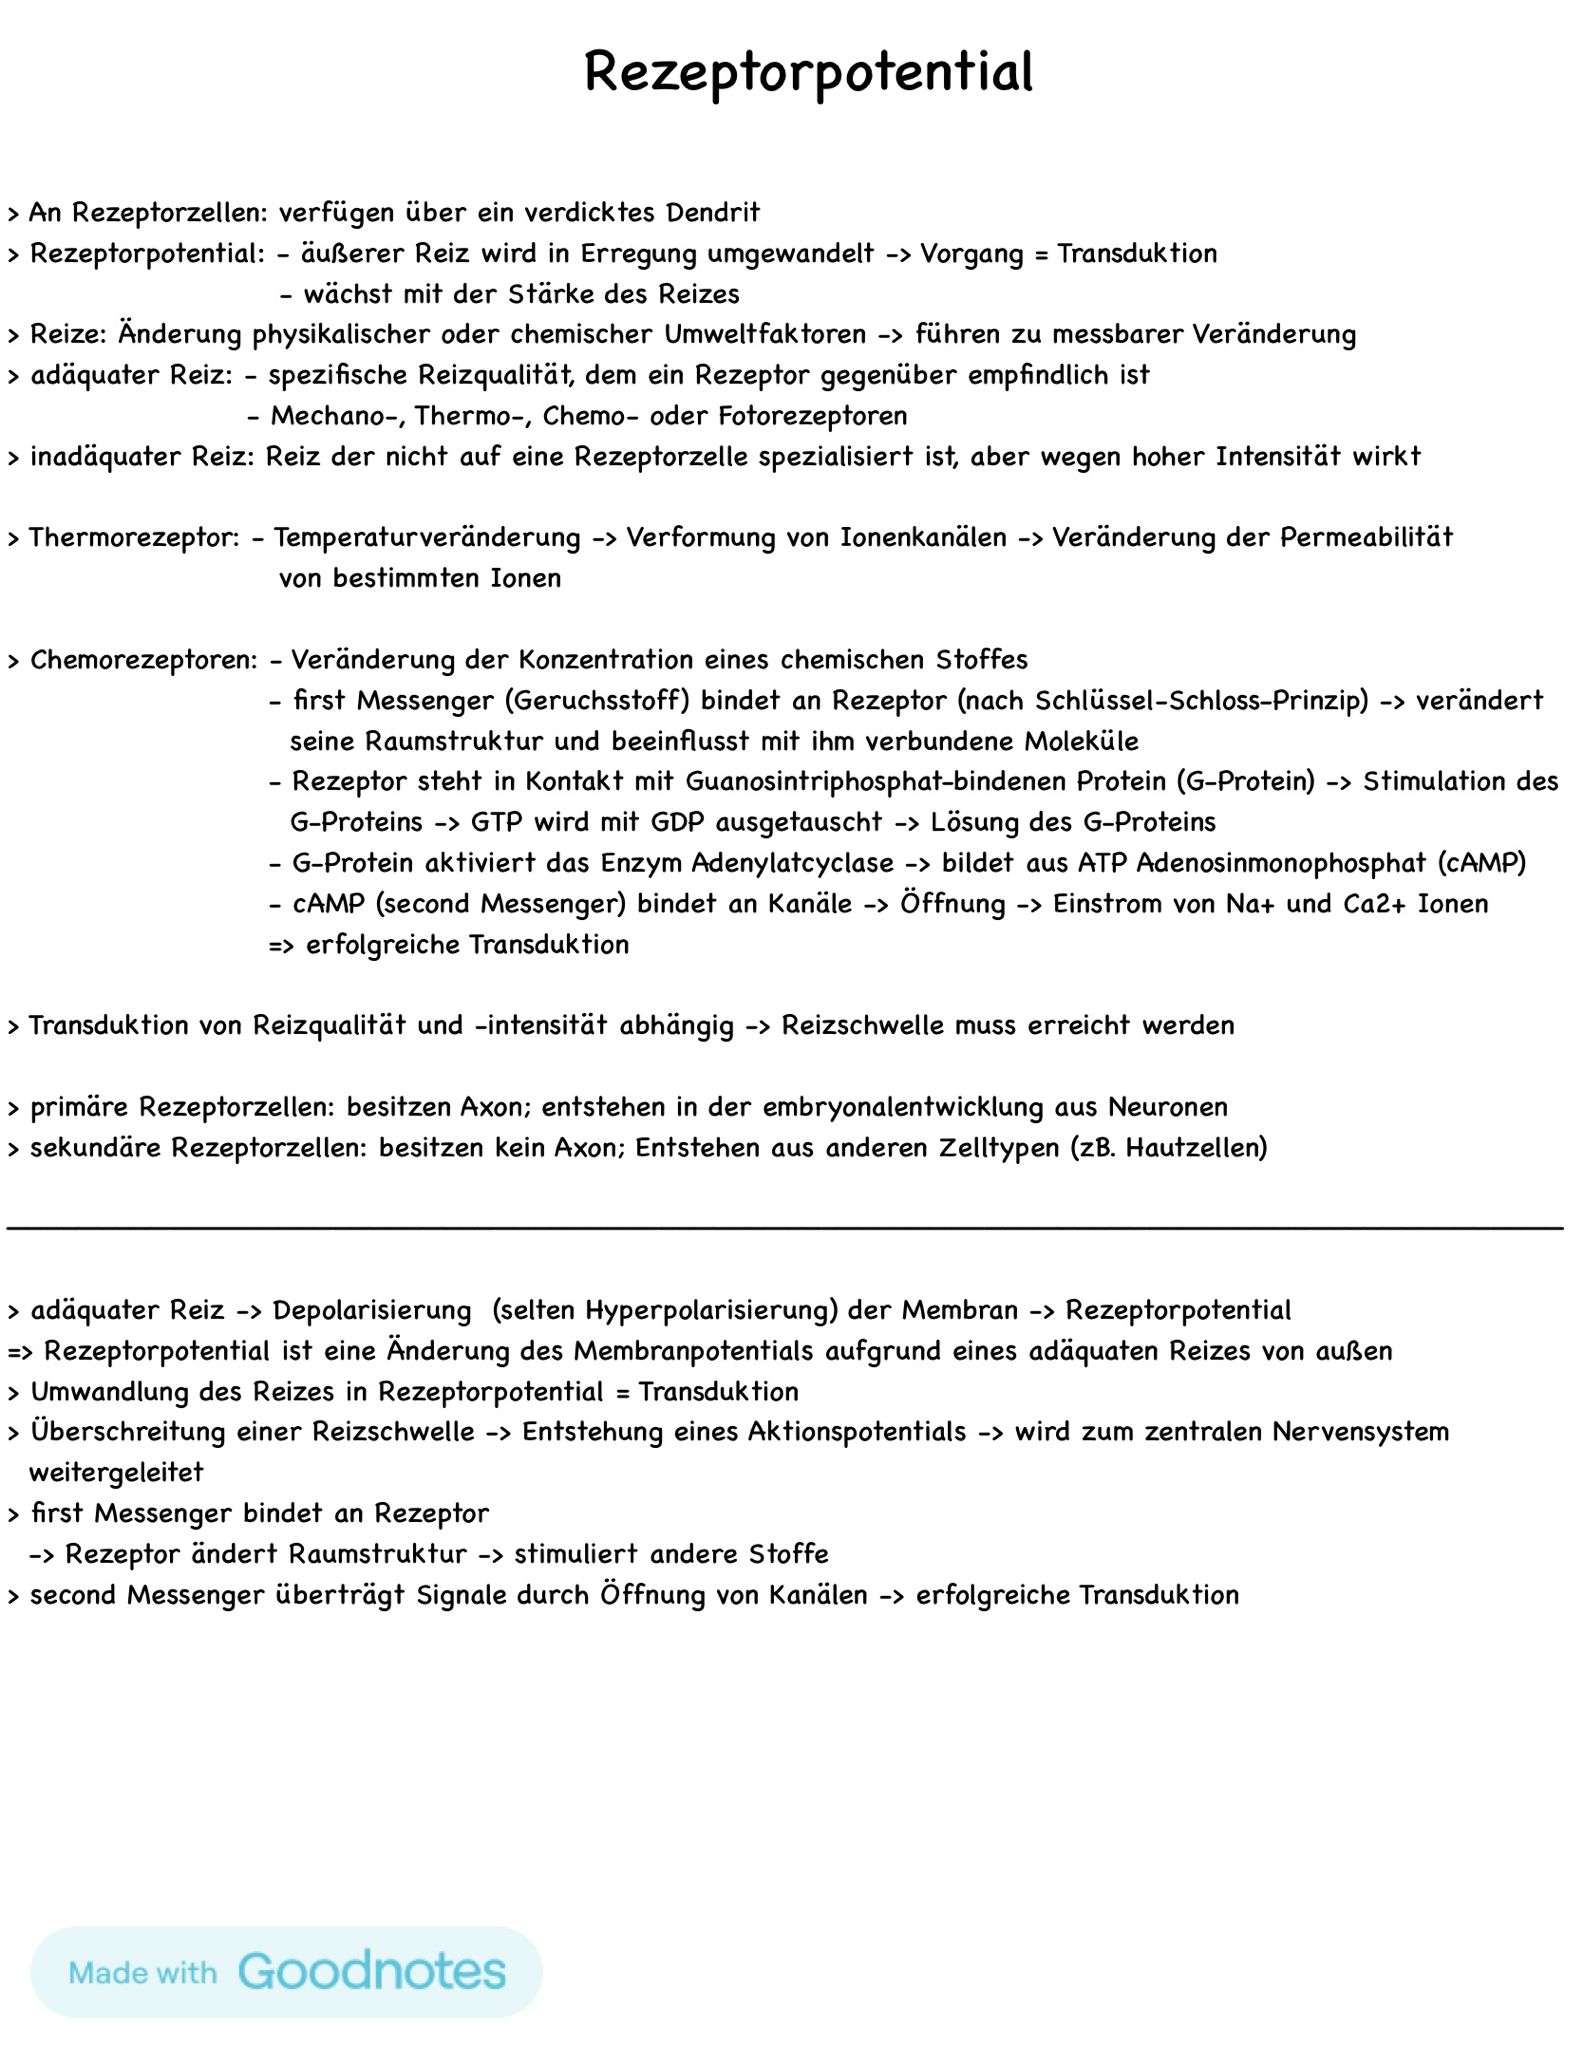 Rezeptorpotential
> An Rezeptorzellen: verfügen über ein verdicktes Dendrit
> Rezeptorpotential: - äußerer Reiz wird in Erregung umgewandelt -> Vorgang = Transduktion
- wächst mit der Stärke des Reizes
> Reize: Änderung physikalischer oder chemischer Umweltfaktoren -> führen zu messbarer Veränderung
> adäquater Reiz: - spezifische Reizqualität, dem ein Rezeptor gegenüber empfindlich ist
- Mechano-, Thermo-, Chemo- oder Fotorezeptoren
> inadäquater Reiz: Reiz der nicht auf eine Rezeptorzelle spezialisiert ist, aber wegen hoher Intensität wirkt
> Thermorezeptor: - Temperaturveränderung -> Verformung von Ionenkanälen -> Veränderung der Permeabilität
von bestimmten Ionen
> Chemorezeptoren: - Veränderung der Konzentration eines chemischen Stoffes
- first Messenger (Geruchsstoff) bindet an Rezeptor (nach Schlüssel-Schloss-Prinzip) -> verändert
seine Raumstruktur und beeinflusst mit ihm verbundene Moleküle
- Rezeptor steht in Kontakt mit Guanosintriphosphat-bindenen Protein (G-Protein) -> Stimulation des
G-Proteins -> GTP wird mit GDP ausgetauscht -> Lösung des G-Proteins
- G-Protein aktiviert das Enzym Adenylatcyclase -> bildet aus ATP Adenosinmonophosphat (cAMP)
- cAMP (second Messenger) bindet an Kanäle -> Öffnung -> Einstrom von Na+ und Ca2+ Ionen
=> erfolgreiche Transduktion
> Transduktion von Reizqualität und -intensität abhängig -> Reizschwelle muss erreicht werden
> primäre Rezeptorzellen: besitzen Axon; entstehen in der embryonalentwicklung aus Neuronen
> sekundäre Rezeptorzellen: besitzen kein Axon; Entstehen aus anderen Zelltypen (zB. Hautzellen)
> adäquater Reiz -> Depolarisierung (selten Hyperpolarisierung) der Membran -> Rezeptorpotential
=> Rezeptorpotential ist eine Änderung des Membranpotentials aufgrund eines adäquaten Reizes von außen
> Umwandlung des Reizes in Rezeptorpotential = Transduktion
> Überschreitung einer Reizschwelle -> Entstehung eines Aktionspotentials -> wird zum zentralen Nervensystem
weitergeleitet
> first Messenger bindet an Rezeptor
-> Rezeptor ändert Raumstruktur -> stimuliert andere Stoffe
> second Messenger überträgt Signale durch Öffnung von Kanälen -> erfolgreiche Transduktion
Made with Goodnotes